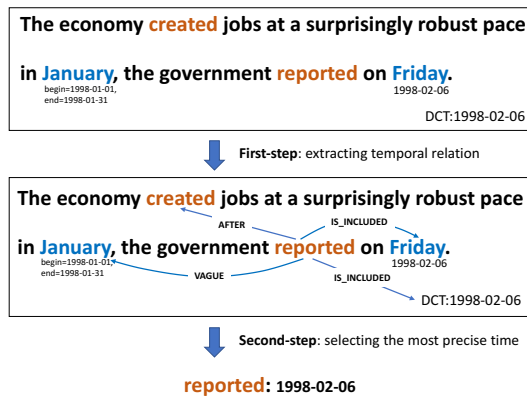 The economy created jobs at a surprisingly robust pace
in January, the government reported on Friday.
begin=1998-01-01,
end=1998-01-31
1998-02-06
DCT:1998-02-06
First-step: extracting temporal relation
The economy created jobs at a surprisingly robust pace
AFTER
IS_INCLUDED
in January, the government reported on Friday.
begin=1998-01-01,
end=1998-01-31
1998-02-06
VAGUE
IS_INCLUDED
DCT:1998-02-06
Second-step: selecting the most precise time
reported: 1998-02-06